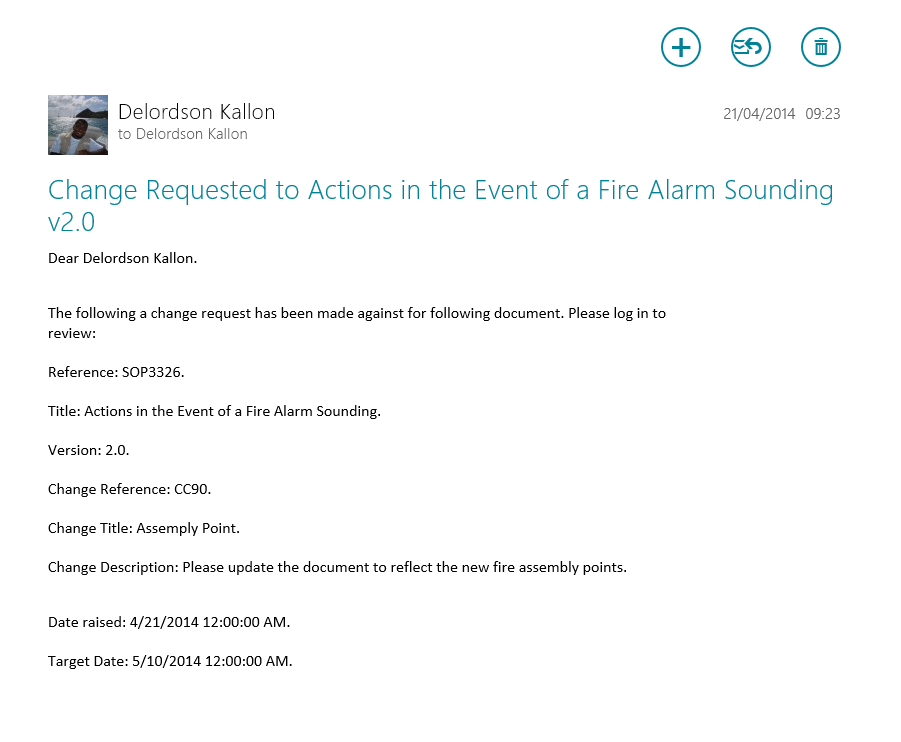 Delordson Kallon
to Delordson Kallon
21/04/2014 09:23
Change Requested to Actions in the Event of a Fire Alarm Sounding
v2.0
Dear Delordson Kallon.
The following a change request has been made against for following document. Please log in to
review:
Reference: SOP3326.
Title: Actions in the Event of a Fire Alarm Sounding.
Version: 2.0.
Change Reference: CC90.
Change Title: Assemply Point.
Change Description: Please update the document to reflect the new fire assembly points.
Date raised: 4/21/2014 12:00:00 AM.
Target Date: 5/10/2014 12:00:00 AM.